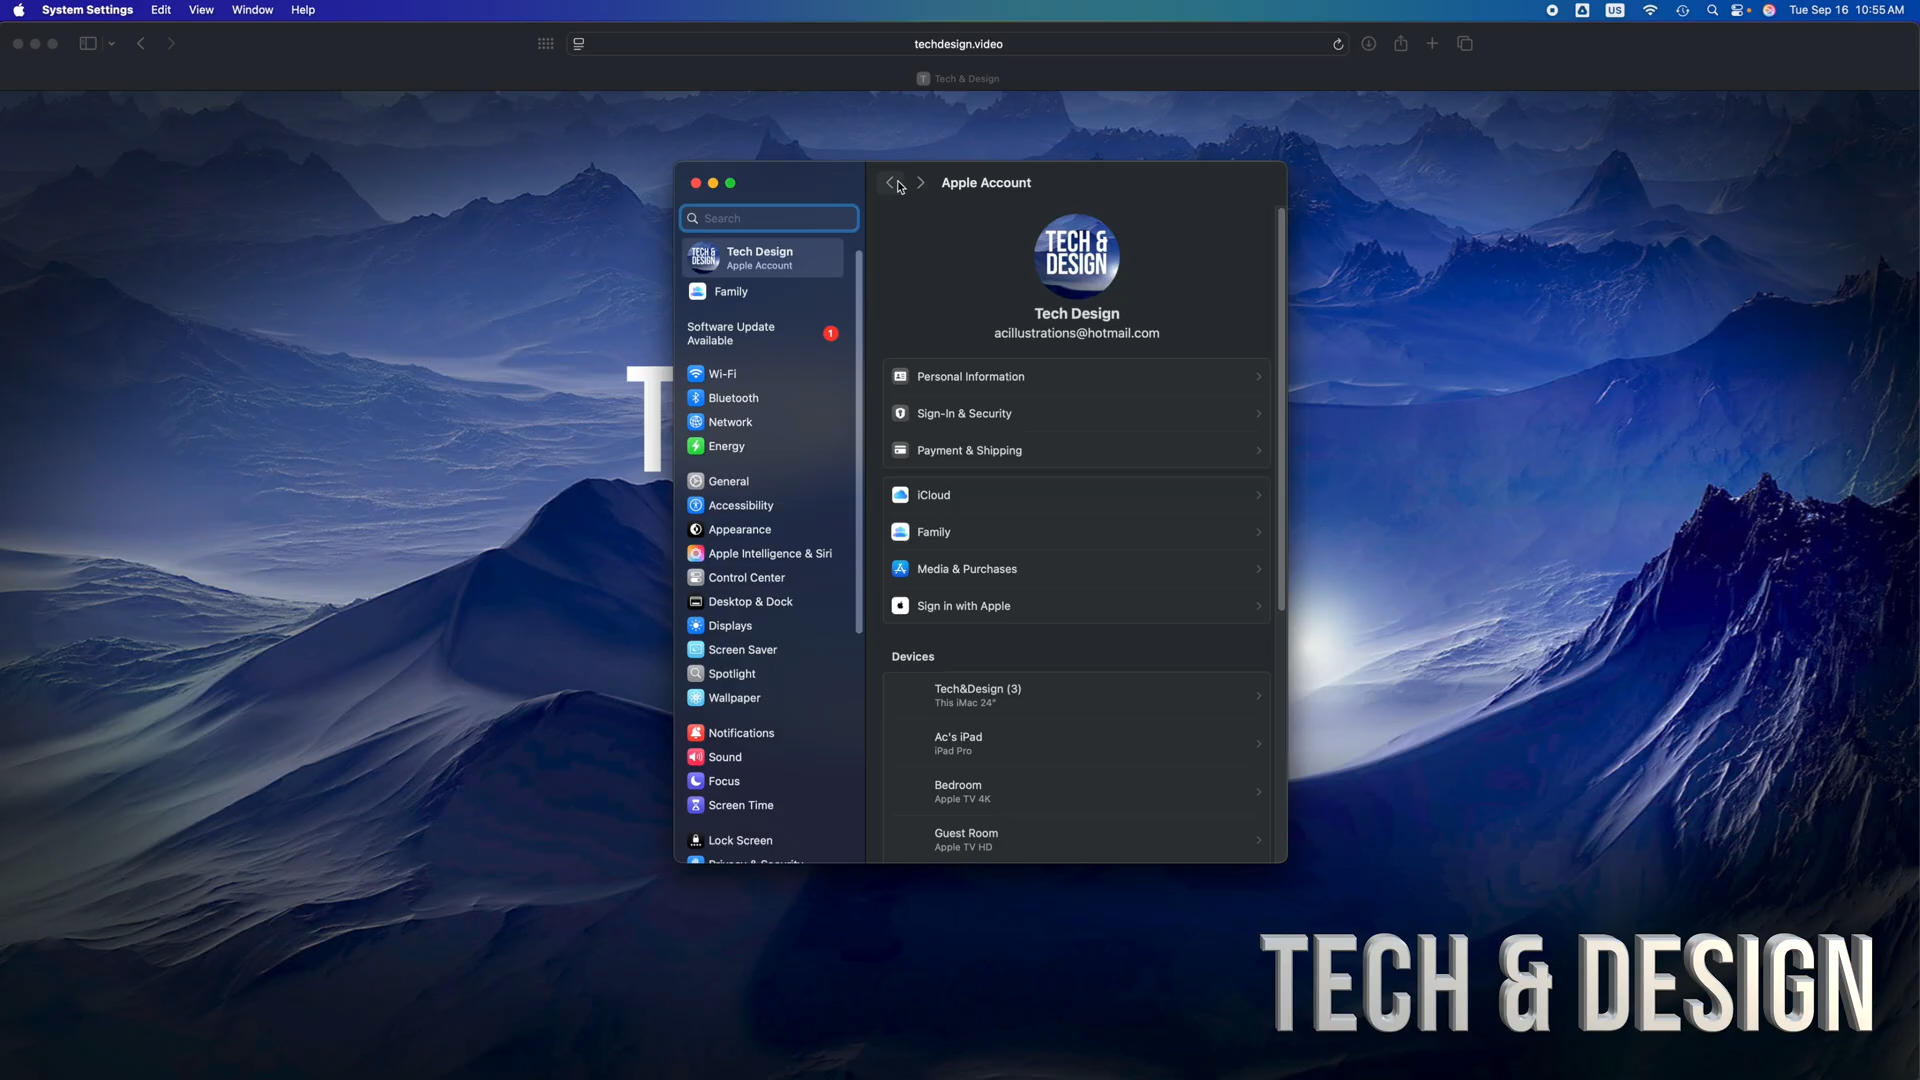 System Settings Edit View Window Help
US Tue Sep 16 10:55 AM
techdesign.video
T Tech & Design
T
Search
TECH & DESIGN
Tech Design
Apple Account
Family
Software Update Available
1
Wi-Fi
Bluetooth
Network
Energy
General
Accessibility
Appearance
Apple Intelligence & Siri
Control Center
Desktop & Dock
Displays
Screen Saver
Spotlight
Wallpaper
Notifications
Sound
Focus
Screen Time
Lock Screen
Privacy & Security
Apple Account
TECH &
DESIGN
Tech Design
acillustrations@hotmail.com
Personal Information
Sign-In & Security
Payment & Shipping
iCloud
Family
Media & Purchases
Sign in with Apple
Devices
Tech&Design (3)
This iMac 24"
Ac's iPad
iPad Pro
Bedroom
Apple TV 4K
Guest Room
Apple TV HD
TECH & DESIGN